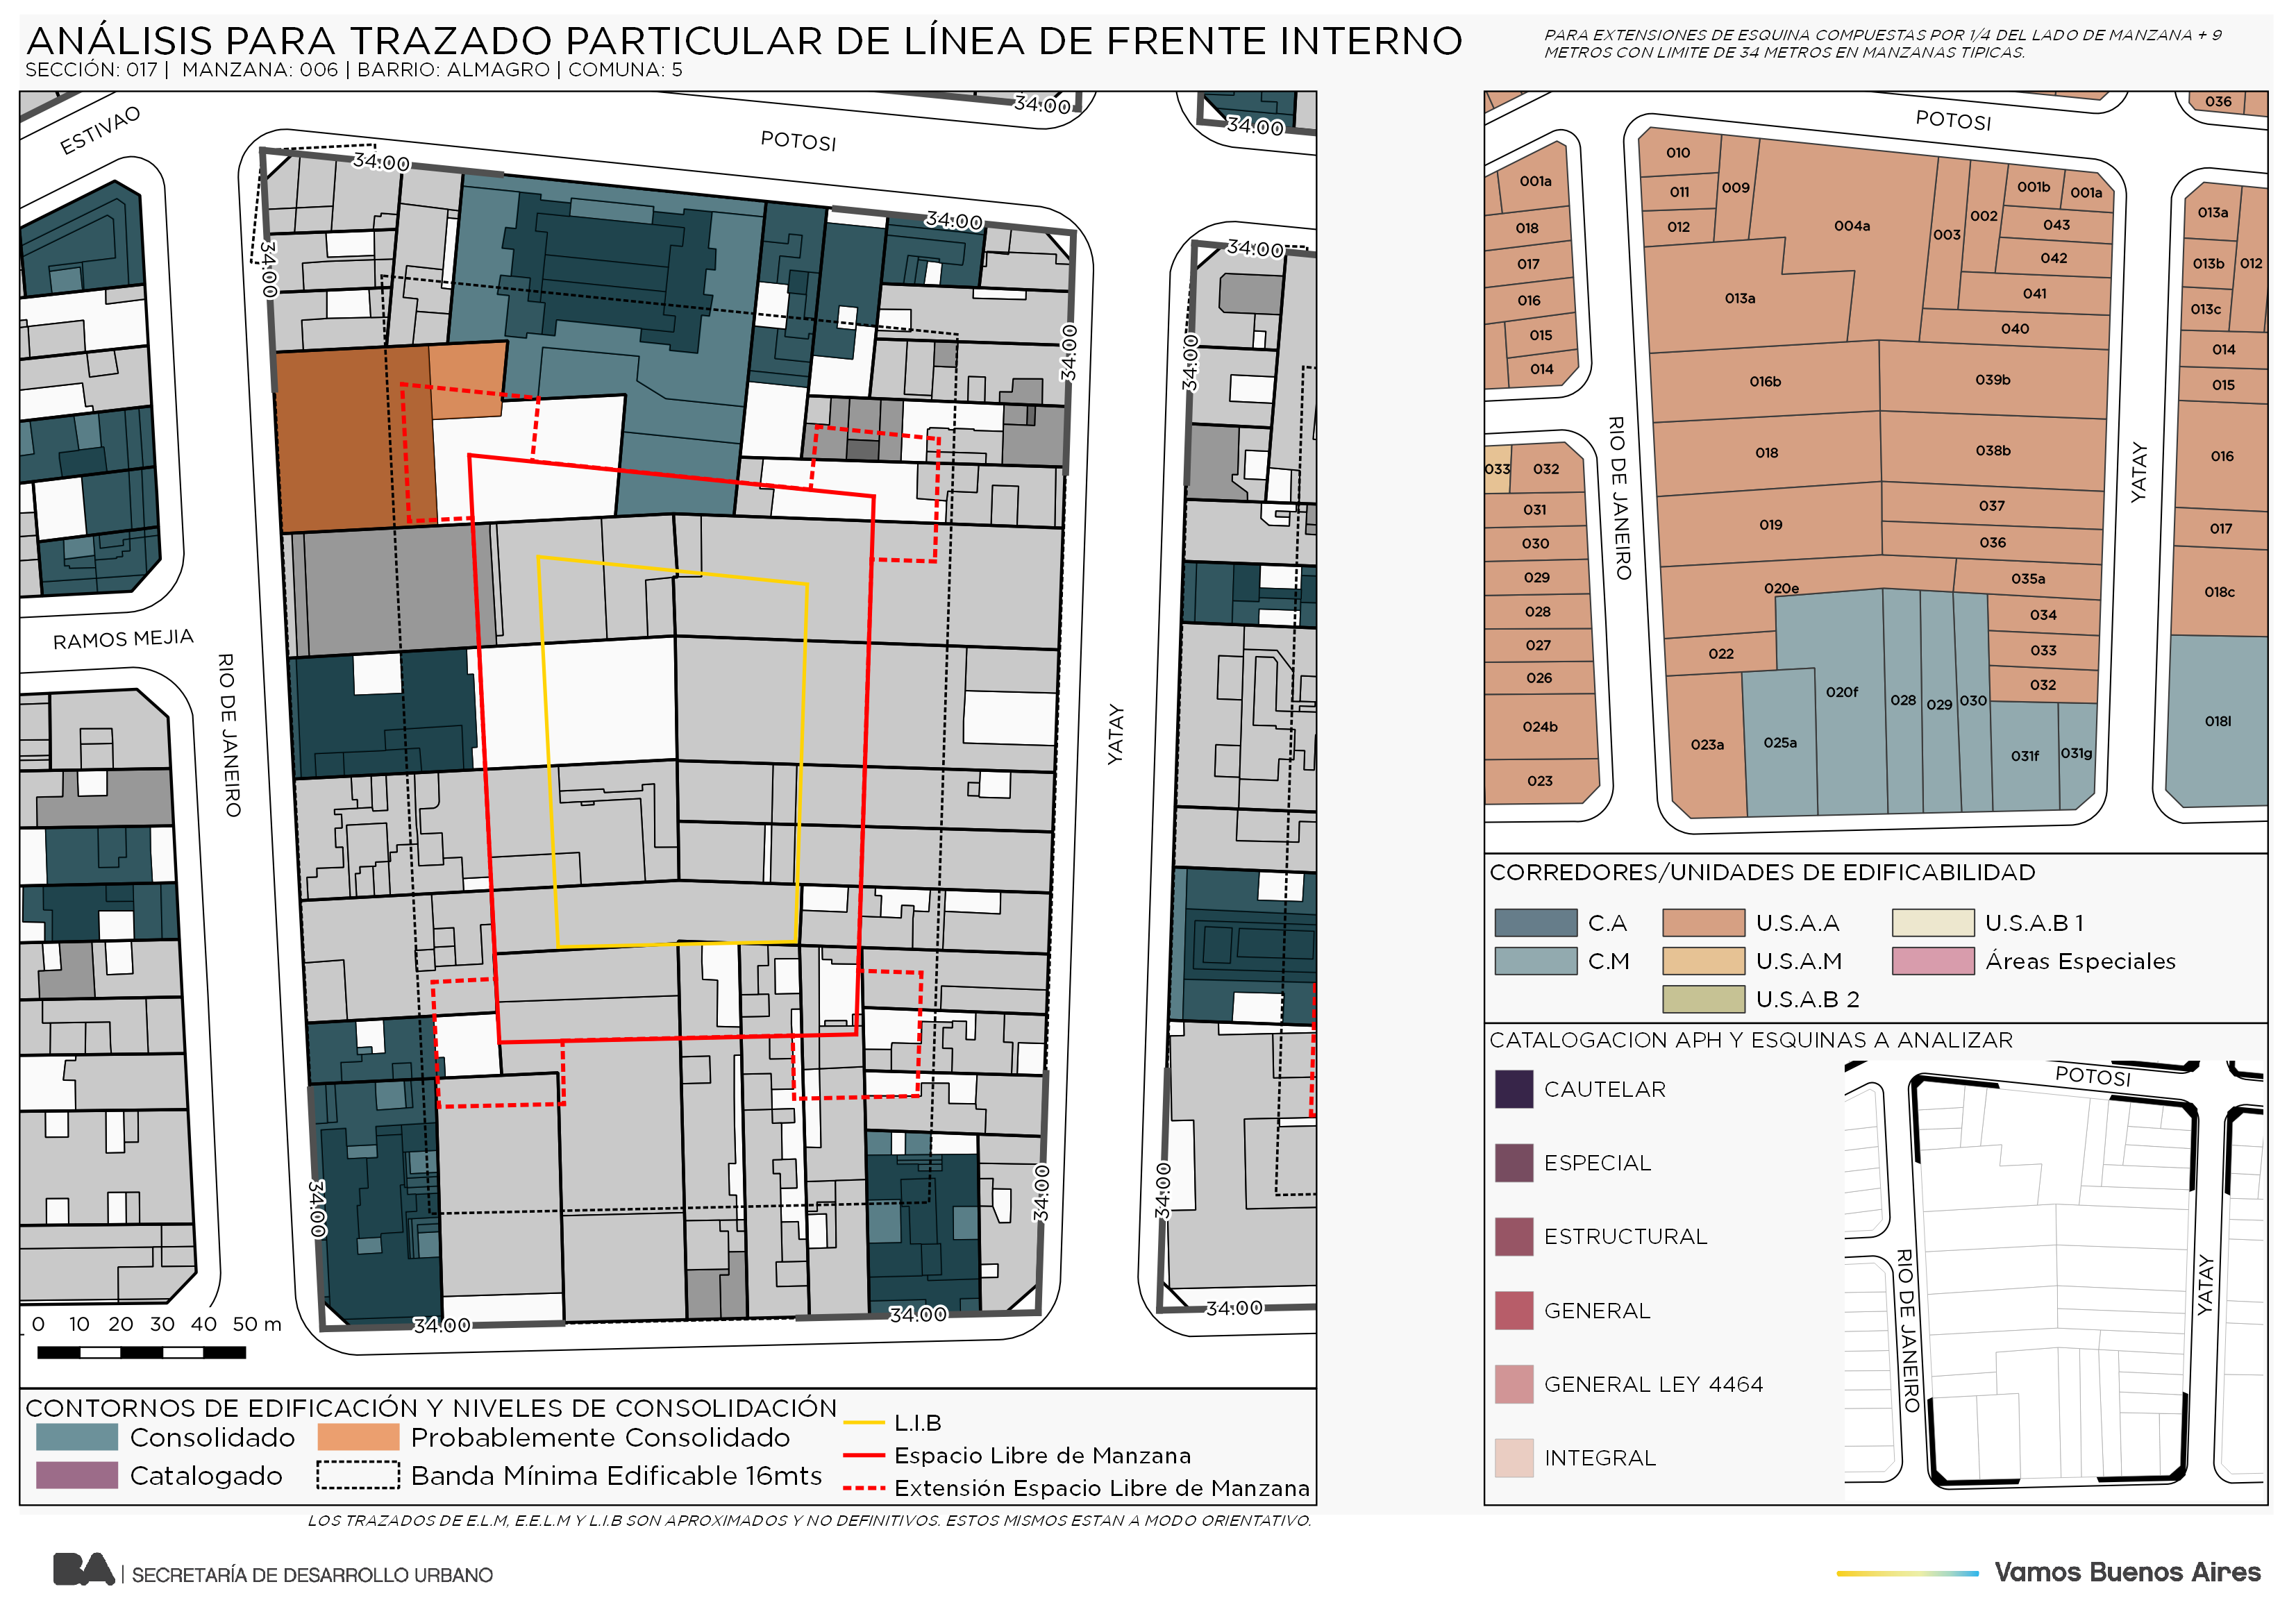 ANÁLISIS PARA TRAZADO PARTICULAR DE LÍNEA DE FRENTE INTERNO
SECCIÓN: 017 | MANZANA: 006 | BARRIO: ALMAGRO | COMUNA: 5
PARA EXTENSIONES DE ESQUINA COMPUESTAS POR 1/4 DEL LADO DE MANZANA + 9
METROS CON LIMITE DE 34 METROS EN MANZANAS TIPICAS.
ESTIVAO
POTOSI
34.00
34.00
34.00
34.00
34.00
34.00
34.00
34.00
RAMOS MEJIA
RIO DE JANEIRO
YATAY
34.00
34.00
34.00
34.00
34.00
34.00
0 10 20 30 40 50 m
CONTORNOS DE EDIFICACIÓN Y NIVELES DE CONSOLIDACIÓN
Consolidado
Probablemente Consolidado
Catalogado
Banda Mínima Edificable 16mts
L.I.B
Espacio Libre de Manzana
Extensión Espacio Libre de Manzana
LOS TRAZADOS DE E.L.M, E.E.L.M Y L.I.B SON APROXIMADOS Y NO DEFINITIVOS. ESTOS MISMOS ESTAN A MODO ORIENTATIVO.
POTOSI
036
010
001a
011
009
001b
001a
012
004a
002
043
003
042
013a
041
040
016b
039b
018
038b
019
037
036
020e
035a
034
022
033
032
020f
028
029
030
023a
025a
031f
031g
018
017
016
015
014
033
032
031
030
029
028
027
026
024b
023
013a
013b
012
013c
014
015
016
017
018c
018l
RIO DE JANEIRO
YATAY
CORREDORES/UNIDADES DE EDIFICABILIDAD
C.A
U.S.A.A
U.S.A.B 1
C.M
U.S.A.M
Áreas Especiales
U.S.A.B 2
CATALOGACION APH Y ESQUINAS A ANALIZAR
CAUTELAR
ESPECIAL
ESTRUCTURAL
GENERAL
GENERAL LEY 4464
INTEGRAL
POTOSI
RIO DE JANEIRO
YATAY
BA | SECRETARÍA DE DESARROLLO URBANO
Vamos Buenos Aires